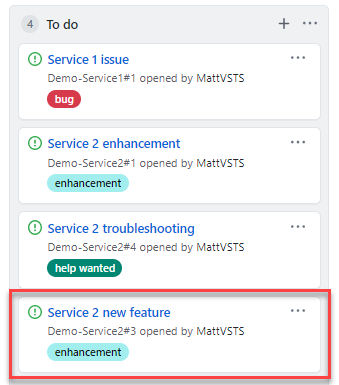 4 To do
Service 1 issue
Demo-Service1#1 opened by MattVSTS
bug
Service 2 enhancement
Demo-Service2#1 opened by MattVSTS
enhancement
Service 2 troubleshooting
Demo-Service2#4 opened by MattVSTS
help wanted
Service 2 new feature
Demo-Service2#3 opened by MattVSTS
enhancement